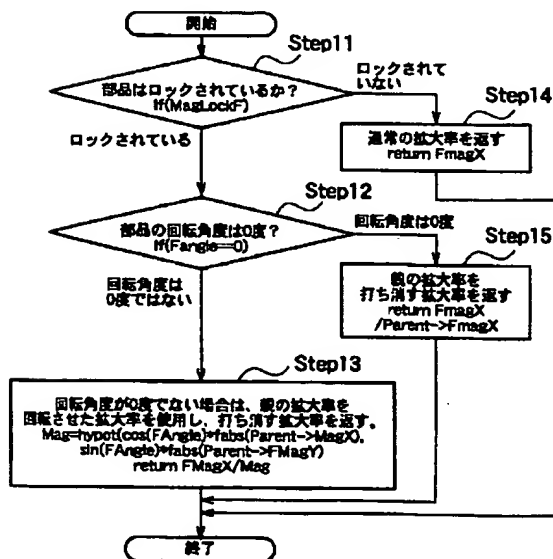 開始
Step11
部品はロックされているか？
if(MagLockF)
ロックされて
いない
Step14
通常の拡大率を返す
return FmagX
ロックされている
Step12
部品の回転角度は0度？
if(Fangle==0)
回転角度は0度
Step15
親の拡大率を
打ち消す拡大率を返す
return FmagX
/Parent->FmagX
回転角度は
0度ではない
Step13
回転角度が0度でない場合は、親の拡大率を
回転させた拡大率を使用し、打ち消す拡大率を返す。
Mag=hypot(cos(FAngle)*fabs(Parent->MagX),
sin(FAngle)*fabs(Parent->FMagY)
return FMagX/Mag
終了